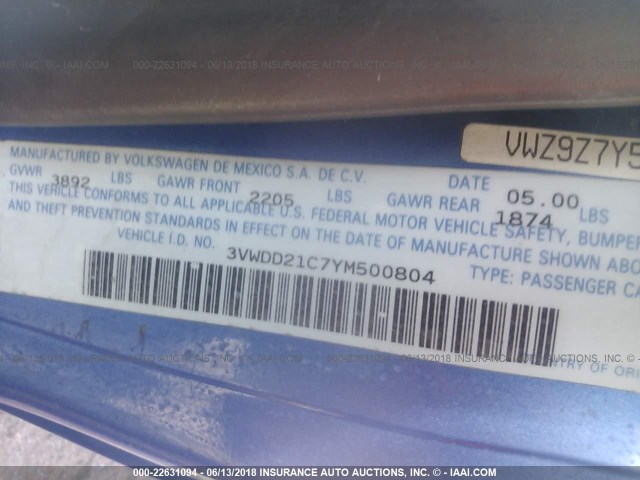 000-22631094 - 06/13/2018 INSURANCE AUTO AUCTIONS, INC. - © - IAAI.COM
VWZ9Z7Y5
MANUFACTURED BY VOLKSWAGEN DE MEXICO S.A. DE C.V. DATE 05.00
GVWR 3892 LBS GAWR FRONT 2205 LBS GAWR REAR 1874 LBS
THIS VEHICLE CONFORMS TO ALL APPLICABLE U.S. FEDERAL MOTOR VEHICLE SAFETY, BUMPER
AND THEFT PREVENTION STANDARDS IN EFFECT ON THE DATE OF MANUFACTURE SHOWN ABO
VEHICLE I.D. NO. 3VWDD21C7YM500804 TYPE: PASSENGER CA
NTRY OF ORI
000-22631094 - 06/13/2018 INSURANCE AUTO AUCTIONS, INC. - © - IAAI.COM